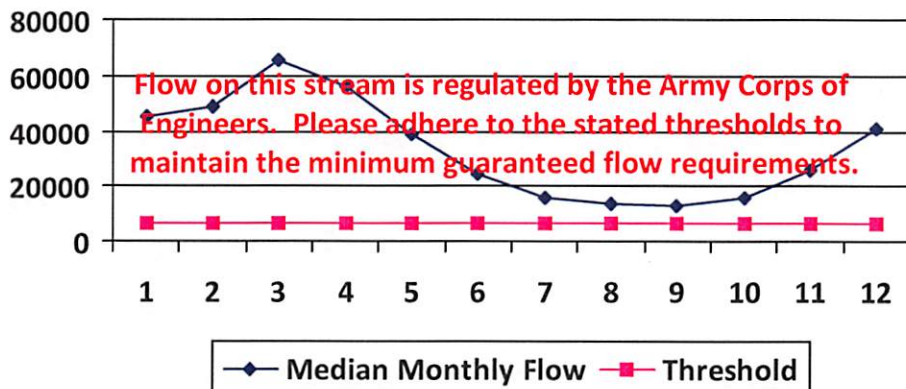 80000
60000
40000
20000
0
Flow on this stream is regulated by the Army Corps of
Engineers. Please adhere to the stated thresholds to
maintain the minimum guaranteed flow requirements.
1 2 3 4 5 6 7 8 9 10 11 12
Median Monthly Flow Threshold